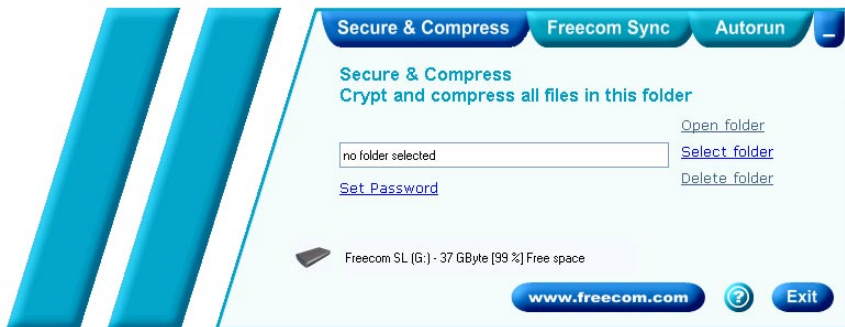 Secure & Compress Freecom Sync Autorun _
Secure & Compress
Crypt and compress all files in this folder
Open folder
no folder selected Select folder
Set Password Delete folder
Freecom SL (G:) - 37 GByte [99 %] Free space
www.freecom.com ? Exit